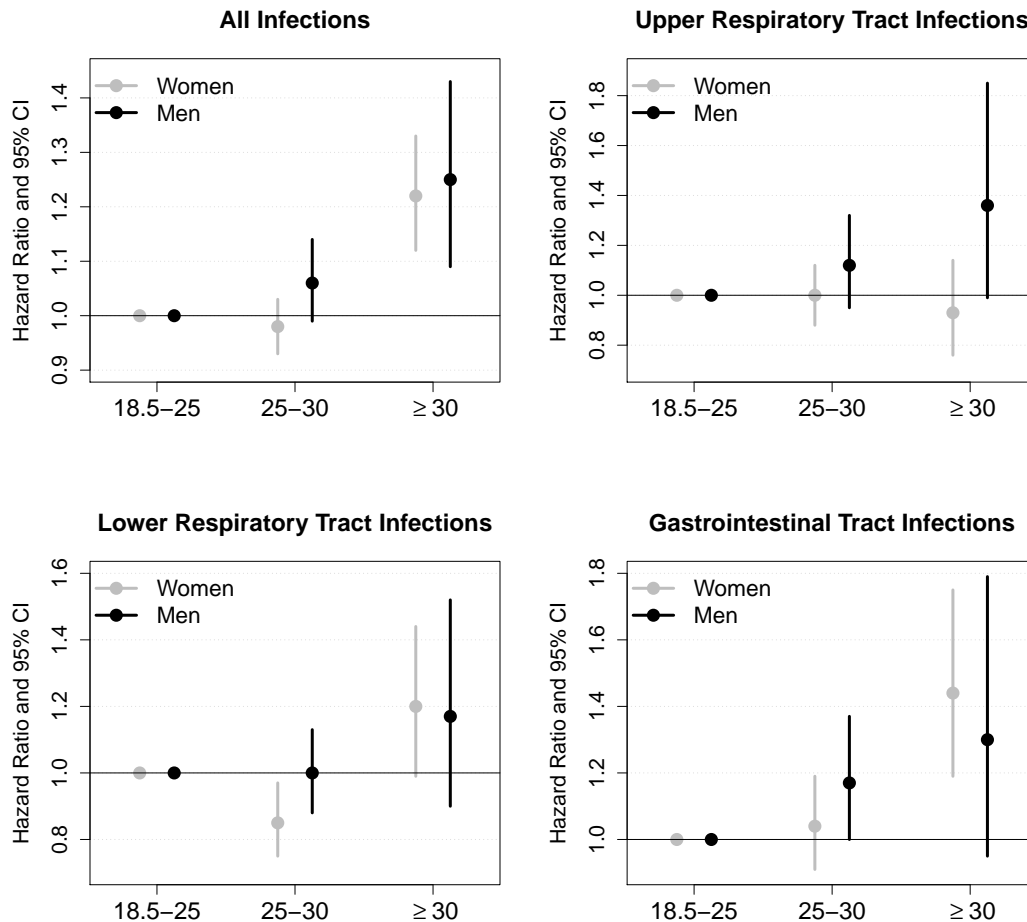 All Infections
Hazard Ratio and 95% CI
Women
Men
1.4
1.3
1.2
1.1
1.0
0.9
18.5−25
25−30
≥ 30
Upper Respiratory Tract Infections
Hazard Ratio and 95% CI
Women
Men
1.8
1.6
1.4
1.2
1.0
0.8
18.5−25
25−30
≥ 30
Lower Respiratory Tract Infections
Hazard Ratio and 95% CI
Women
Men
1.6
1.4
1.2
1.0
0.8
18.5−25
25−30
≥ 30
Gastrointestinal Tract Infections
Hazard Ratio and 95% CI
Women
Men
1.8
1.6
1.4
1.2
1.0
18.5−25
25−30
≥ 30